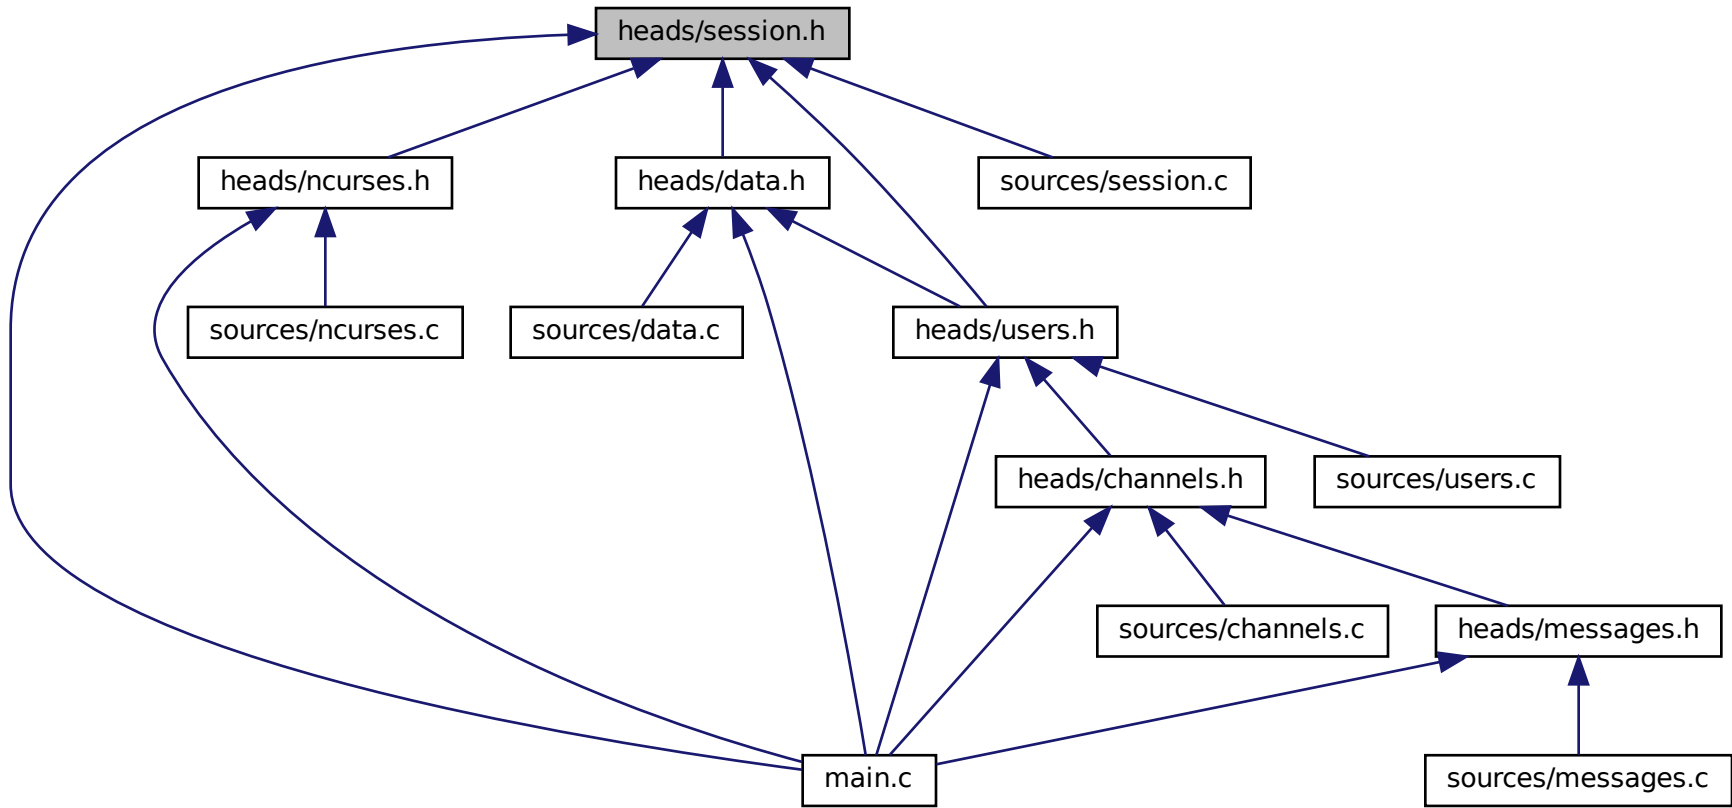 heads/session.h
heads/ncurses.h
heads/data.h
sources/session.c
sources/ncurses.c
sources/data.c
heads/users.h
heads/channels.h
sources/users.c
sources/channels.c
heads/messages.h
main.c
sources/messages.c